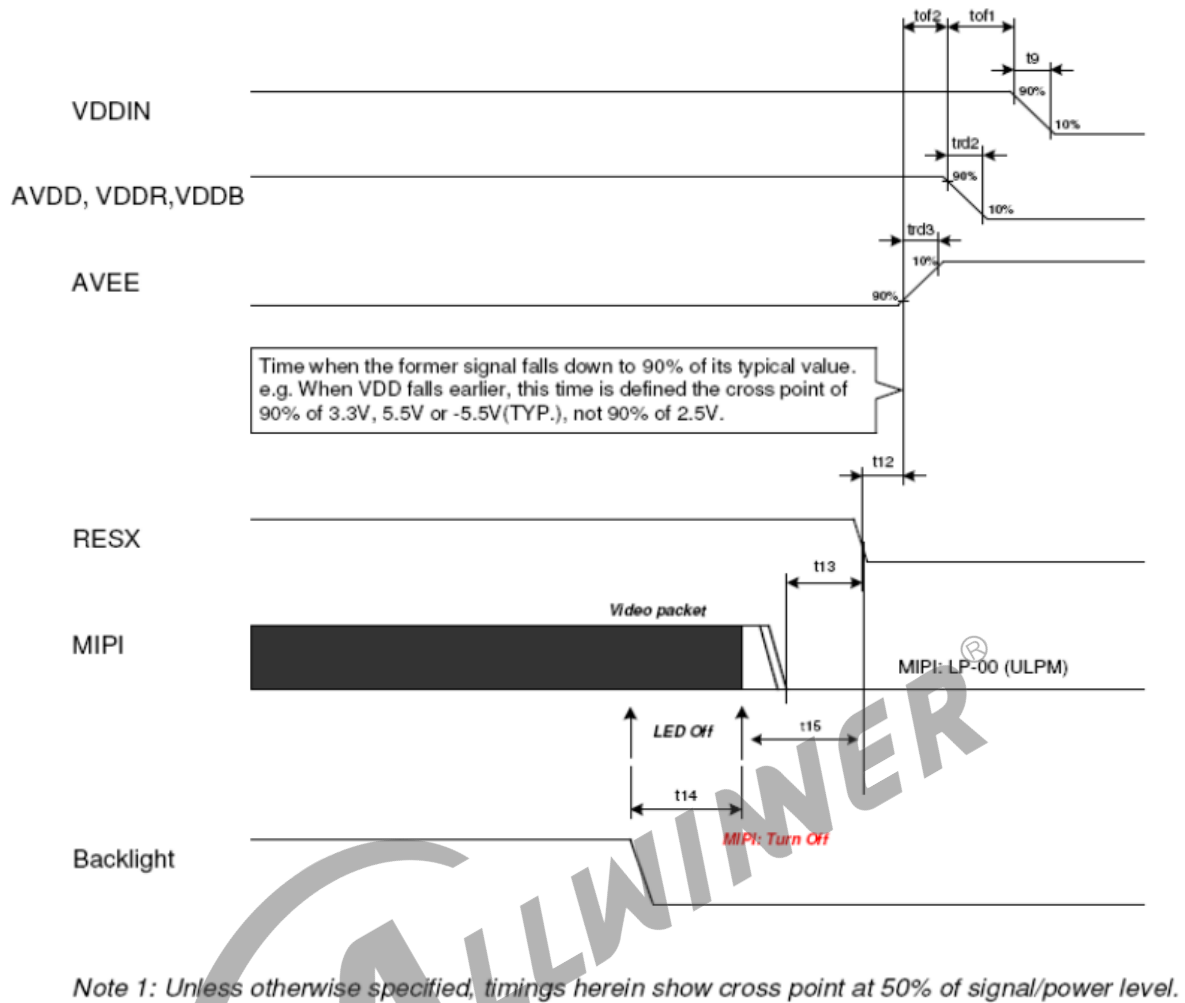 tof2 tof1
t9
VDDIN
90%
10%
trd2
AVDD, VDDR,VDDB
90%
10%
trd3
AVEE
10%
90%
Time when the former signal falls down to 90% of its typical value.
e.g. When VDD falls earlier, this time is defined the cross point of
90% of 3.3V, 5.5V or -5.5V(TYP.), not 90% of 2.5V.
t12
RESX
t13
Video packet
MIPI
MIPI: LP-00 (ULPM)
LED Off
t15
t14
MIPI: Turn Off
Backlight
ALLWINNER®
Note 1: Unless otherwise specified, timings herein show cross point at 50% of signal/power level.